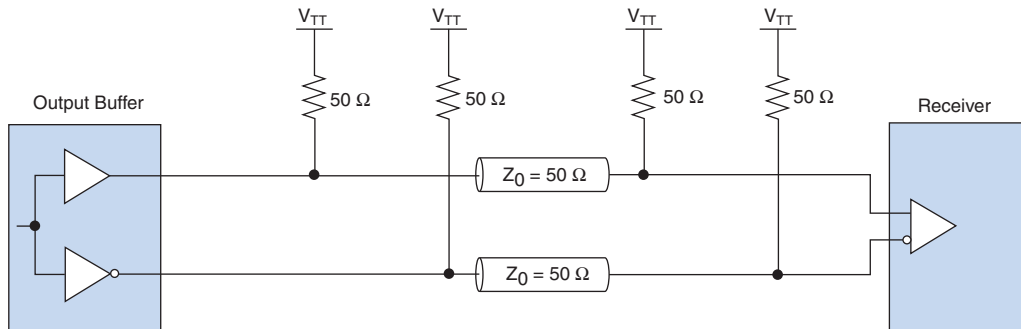 V_TT V_TT V_TT V_TT
50 Ω 50 Ω 50 Ω 50 Ω
Output Buffer
Receiver
Z_0 = 50 Ω
Z_0 = 50 Ω